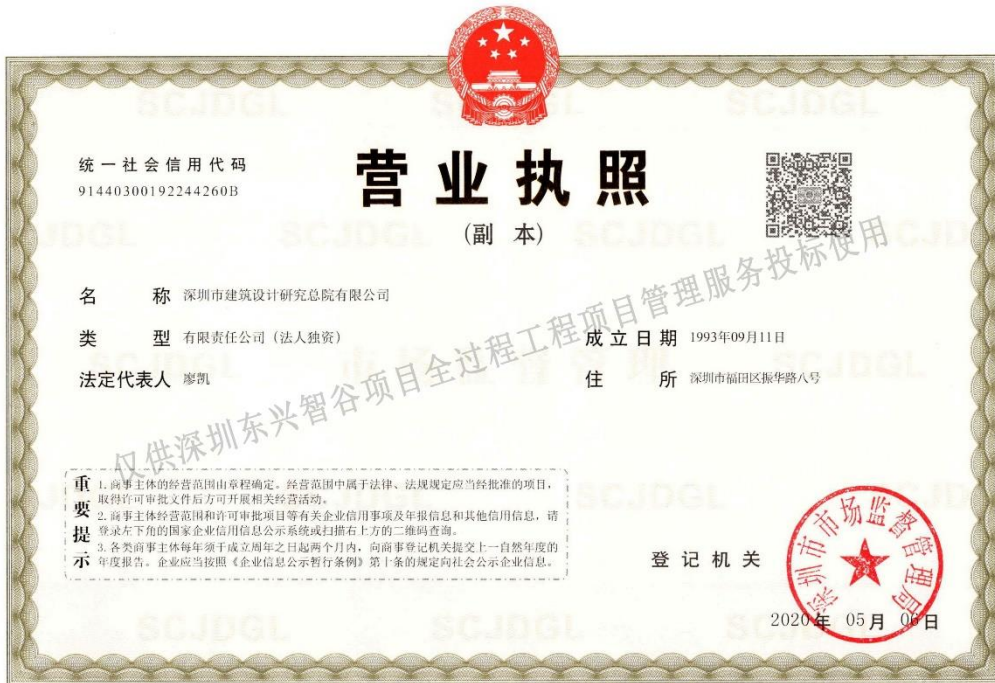 统一社会信用代码
91440300192244260B
营业执照
(副 本)
名 称 深圳市建筑设计研究总院有限公司
类 型 有限责任公司（法人独资）
成立日期 1993年09月11日
法定代表人 廖凯
住 所 深圳市福田区振华路八号
仅供深圳东兴智谷项目全过程工程项目管理服务投标使用
重要提示
1. 商事主体的经营范围由章程确定。经营范围中属于法律、法规规定应当经批准的项目，
取得许可审批文件后方可开展相关经营活动。
2. 商事主体经营范围和许可审批项目等有关企业信用事项及年报信息和其他信用信息，请
登录左下角的国家企业信用信息公示系统或扫描右上方的二维码查询。
3. 各类商事主体每年须于成立周年之日起两个月内，向商事登记机关提交上一自然年度的
年度报告。企业应当按照《企业信息公示暂行条例》第十条的规定向社会公示企业信息。
登记机关
深圳市市场监督管理局
2020年 05月 06日
SCJDGL
SCJDGL
SCJDGL
SCJDGL
SCJDGL
SCJDGL
SCJDGL
市场监督管理